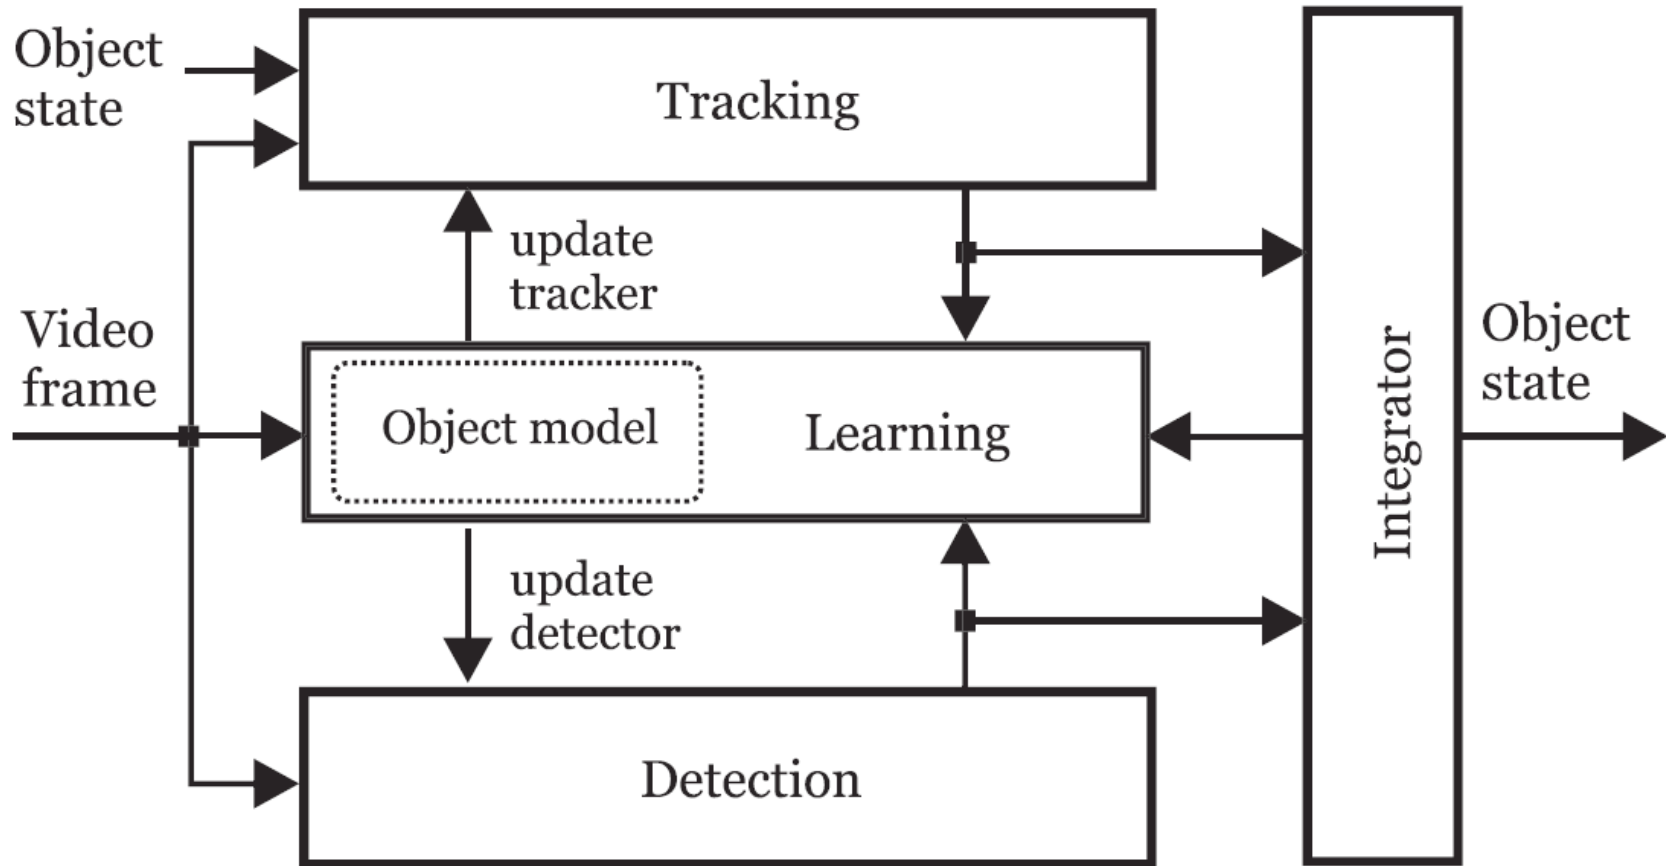 Object
state
Tracking
update
tracker
Video
frame
Object model
Learning
Integrator
Object
state
update
detector
Detection